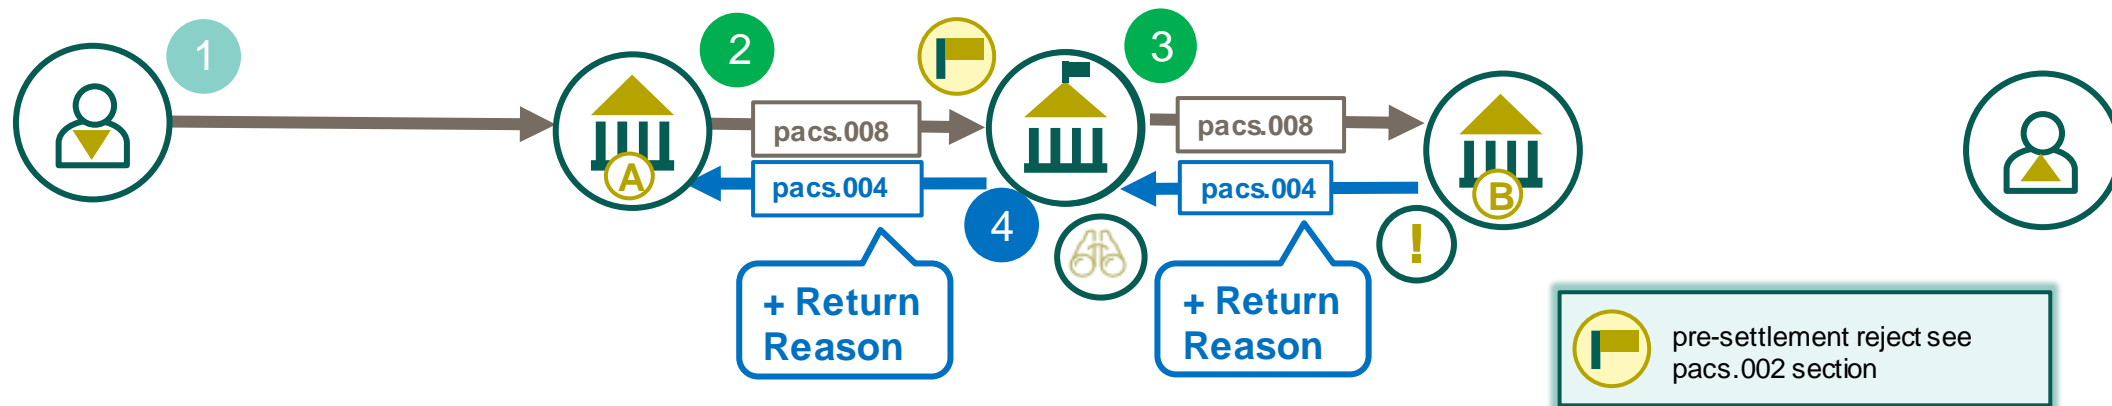 1
2
3
pacs.008
pacs.008
A
pacs.004
4
pacs.004
B
!
+ Return
Reason
+ Return
Reason
pre-settlement reject see
pacs.002 section